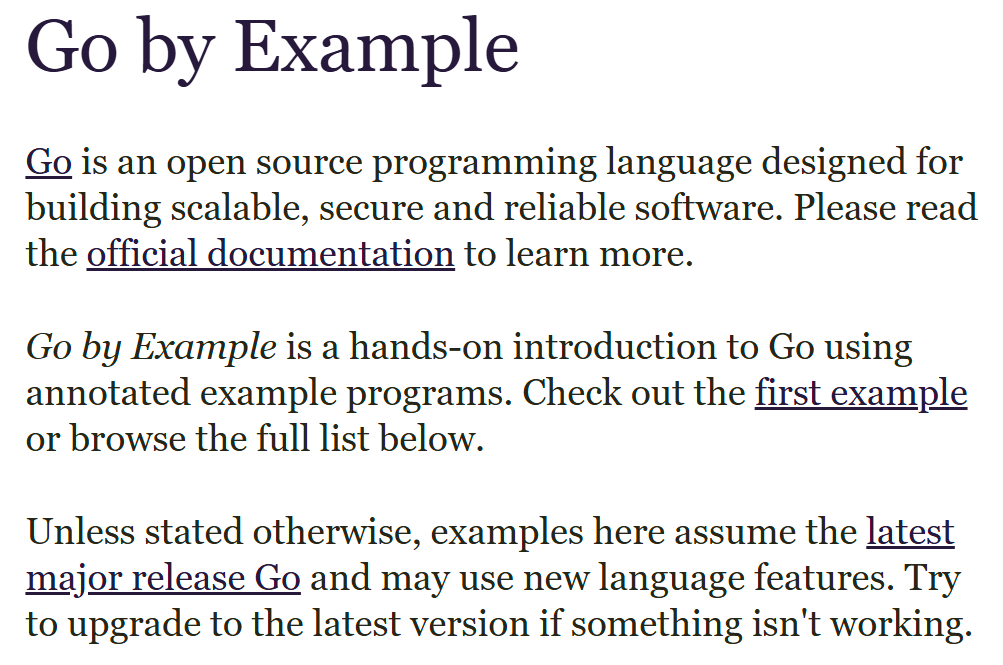 Go by Example
Go is an open source programming language designed for
building scalable, secure and reliable software. Please read
the official documentation to learn more.
Go by Example is a hands-on introduction to Go using
annotated example programs. Check out the first example
or browse the full list below.
Unless stated otherwise, examples here assume the latest
major release Go and may use new language features. Try
to upgrade to the latest version if something isn't working.